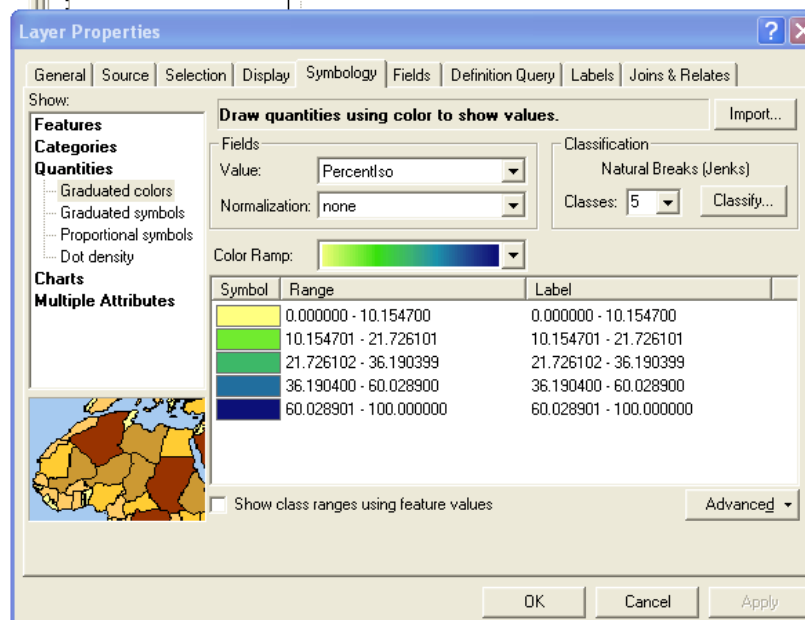 Layer Properties
General Source Selection Display Symbology Fields Definition Query Labels Joins & Relates
Show:
Features
Categories
Quantities
Graduated colors
Graduated symbols
Proportional symbols
Dot density
Charts
Multiple Attributes
Draw quantities using color to show values.
Import...
Fields
Value: PercentIso
Normalization: none
Classification
Natural Breaks (Jenks)
Classes: 5 Classify...
Color Ramp:
Symbol Range Label
0.000000 - 10.154700 0.000000 - 10.154700
10.154701 - 21.726101 10.154701 - 21.726101
21.726102 - 36.190399 21.726102 - 36.190399
36.190400 - 60.028900 36.190400 - 60.028900
60.028901 - 100.000000 60.028901 - 100.000000
Show class ranges using feature values
Advanced
OK Cancel Apply